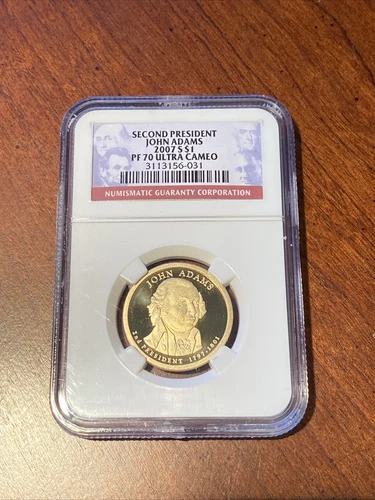 SECOND PRESIDENT
JOHN ADAMS
2007 S $1
PF 70 ULTRA CAMEO
3113156-031
NUMISMATIC GUARANTY CORPORATION
JOHN ADAMS
2nd PRESIDENT 1797-1801